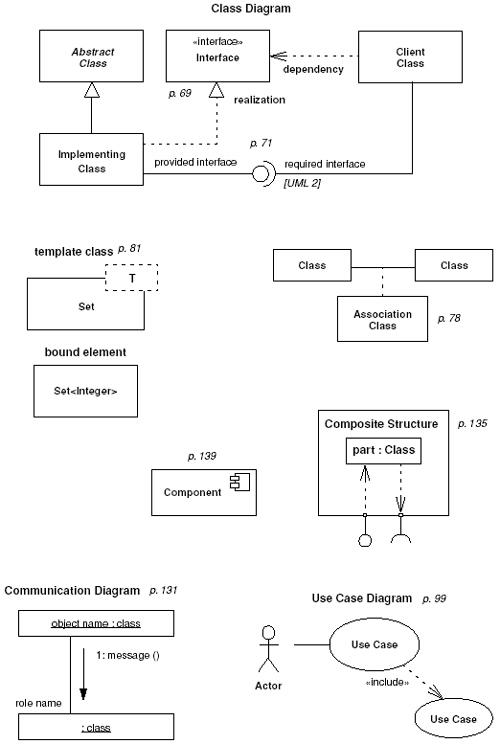 Class Diagram
Abstract
Class
«interface»
Interface
Client
Class
dependency
p. 69
realization
p. 71
Implementing
Class
provided interface
required interface
[UML 2]
template class p. 81
T
Set
Class
Class
Association
Class
p. 78
bound element
Set<Integer>
Composite Structure
p. 135
part : Class
p. 139
Component
Communication Diagram p. 131
object name : class
1: message ()
role name
: class
Use Case Diagram p. 99
Use Case
Actor
«include»
Use Case